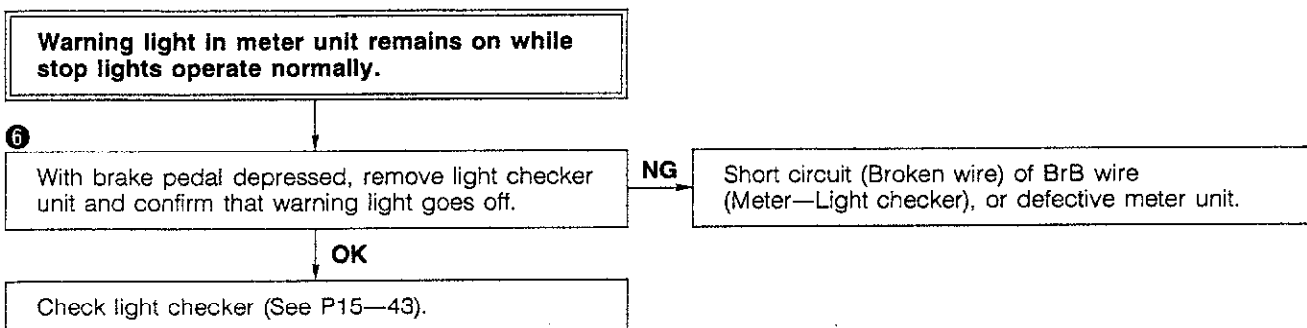 Warning light in meter unit remains on while
stop lights operate normally.
❻
With brake pedal depressed, remove light checker
unit and confirm that warning light goes off.
NG
Short circuit (Broken wire) of BrB wire
(Meter—Light checker), or defective meter unit.
OK
Check light checker (See P15—43).